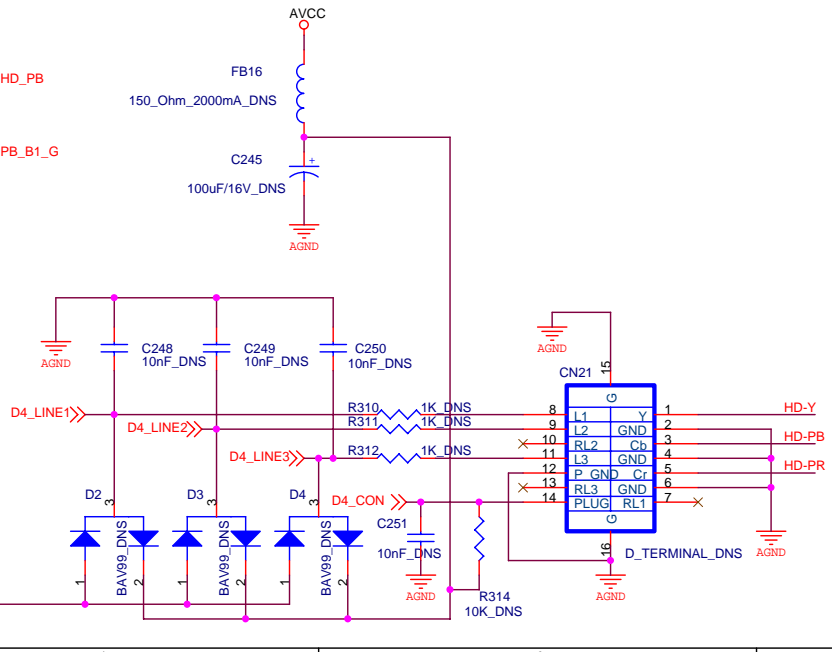 AVCC
HD_PB
FB16
150_Ohm_2000mA_DNS
PB_B1_G
C245
+
100uF/16V_DNS
AGND
AGND
C248
10nF_DNS
C249
10nF_DNS
C250
10nF_DNS
AGND
CN21
15
G
D4_LINE1
R310
1K_DNS
8
L1
Y
1
HD-Y
D4_LINE2
R311
1K_DNS
9
L2
GND
2
10
RL2
Cb
3
HD-PB
D4_LINE3
R312
1K_DNS
11
L3
GND
4
12
P_GND
Cr
5
HD-PR
13
RL3
GND
6
D4_CON
14
PLUG
RL1
7
G
16
D2
3
BAV99_DNS
1
2
D3
3
BAV99_DNS
1
2
D4
3
BAV99_DNS
1
2
C251
10nF_DNS
AGND
R314
10K_DNS
D_TERMINAL_DNS
AGND
AGND